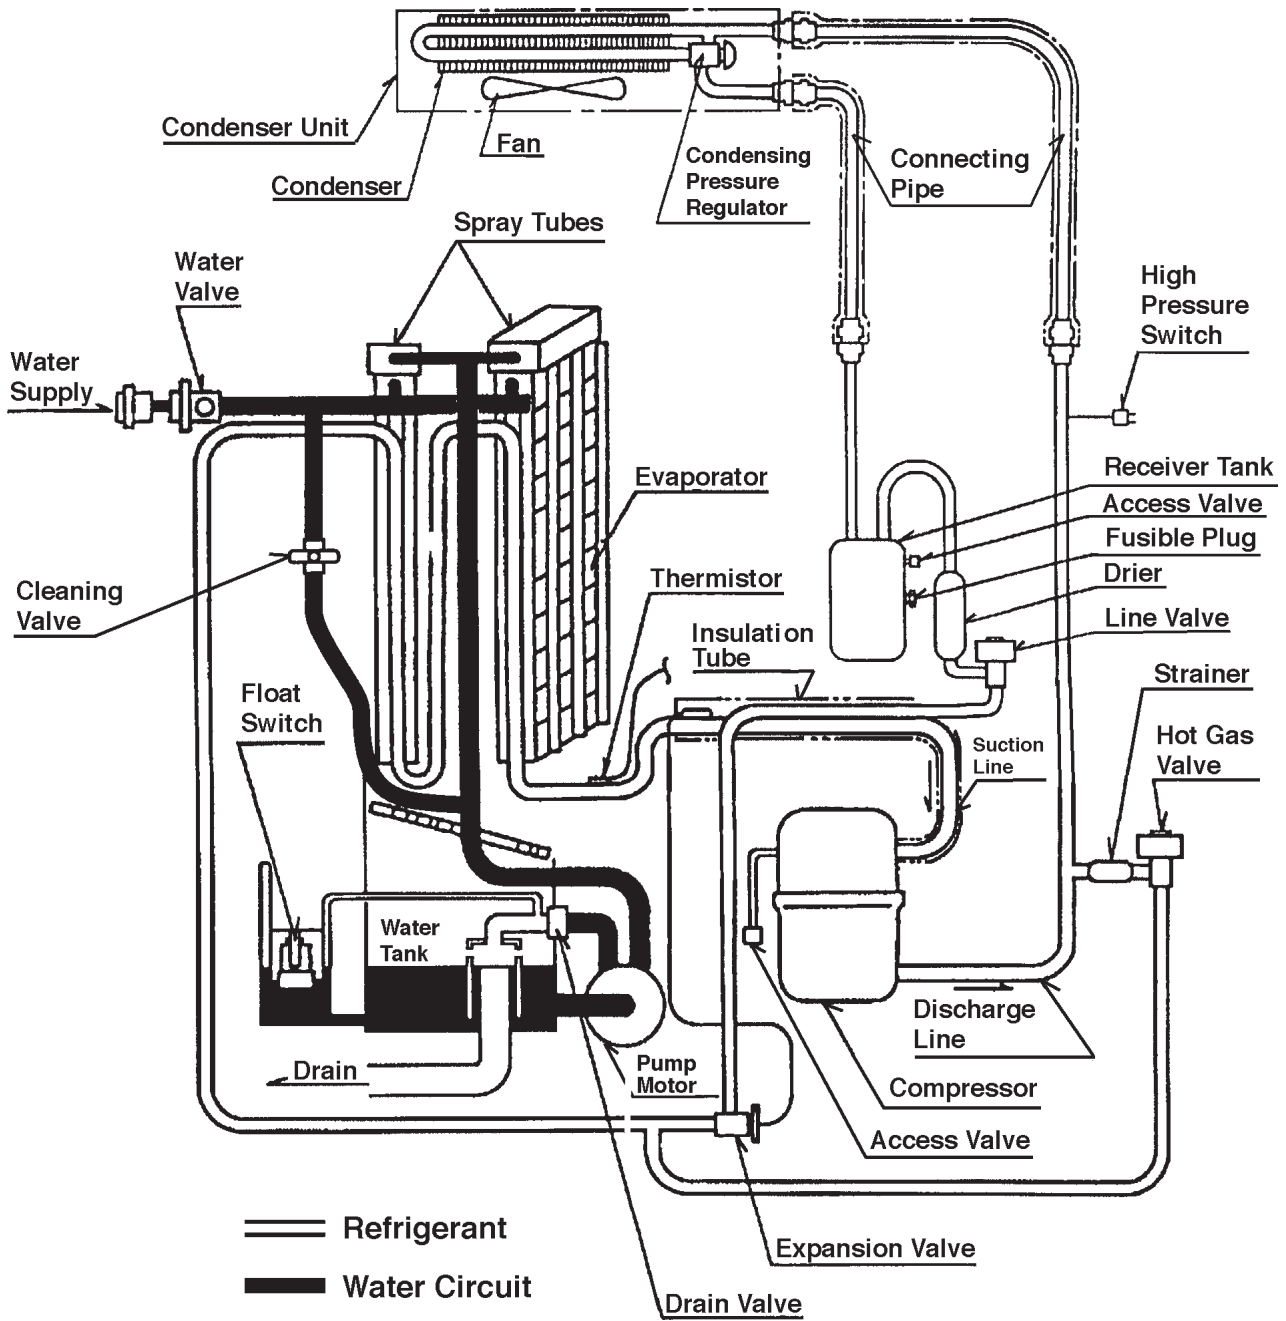 Condenser Unit
Fan
Condenser
Condensing
Pressure
Regulator
Connecting
Pipe
Spray Tubes
Water
Valve
High
Pressure
Switch
Water
Supply
Evaporator
Receiver Tank
Access Valve
Fusible Plug
Drier
Line Valve
Cleaning
Valve
Thermistor
Insulation
Tube
Strainer
Float
Switch
Suction
Line
Hot Gas
Valve
Water
Tank
Discharge
Line
Drain
Pump
Motor
Compressor
Access Valve
Refrigerant
Expansion Valve
Water Circuit
Drain Valve